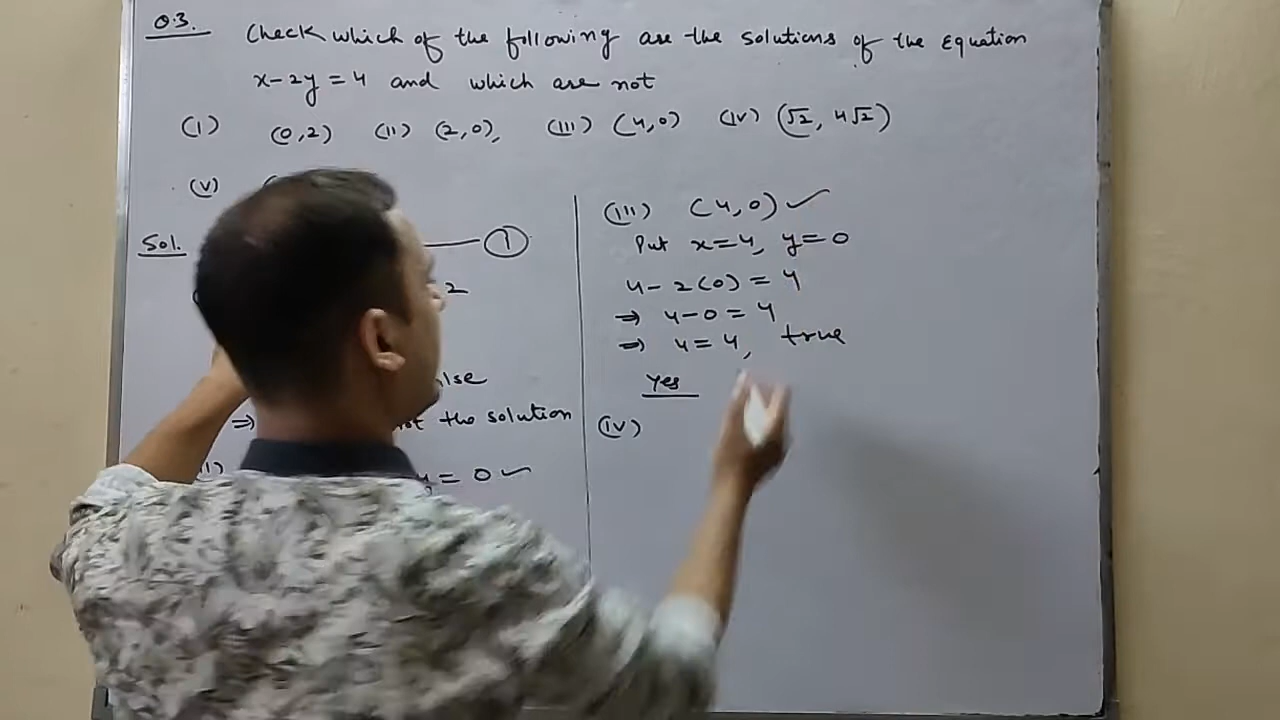 Q.3. Check which of the following are the solutions of the Equation
x-2y = 4 and which are not
(I) (0,2) (II) (2,0), (III) (4,0) (IV) (√2, 4√2)
(V)
Sol. ①
2
the solution
= 0 ✓
(III) (4,0) ✓
Put x=4, y=0
4-2(0) = 4
⇒ 4-0 = 4
⇒ 4=4, true
Yes
(IV)